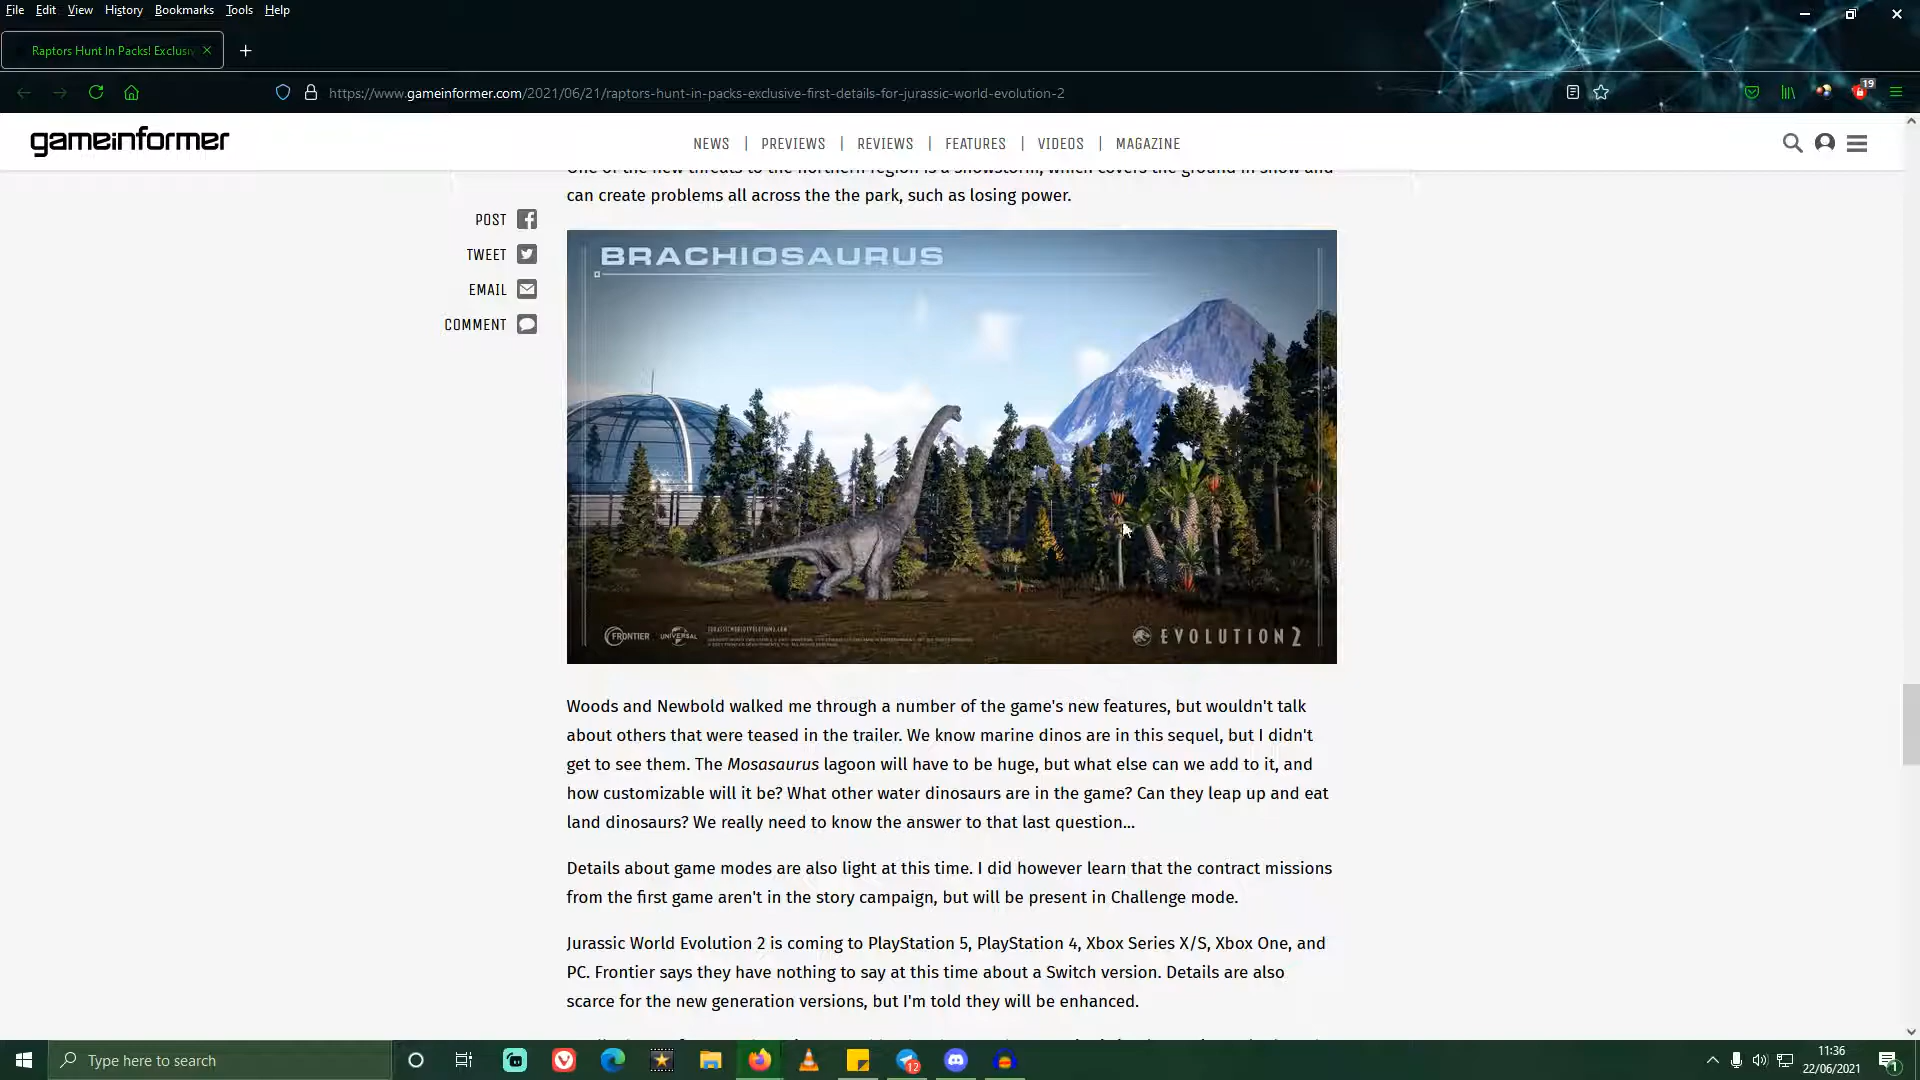 File Edit View History Bookmarks Tools Help
Raptors Hunt In Packs! Exclusiv
https://www.gameinformer.com/2021/06/21/raptors-hunt-in-packs-exclusive-first-details-for-jurassic-world-evolution-2
19
gameinformer
NEWS | PREVIEWS | REVIEWS | FEATURES | VIDEOS | MAGAZINE
One of the new threats to the northern region is a snowstorm, which covers the ground in snow and
can create problems all across the the park, such as losing power.
POST
TWEET
EMAIL
COMMENT
BRACHIOSAURUS
FRONTIER
UNIVERSAL
EVOLUTION 2
Woods and Newbold walked me through a number of the game's new features, but wouldn't talk
about others that were teased in the trailer. We know marine dinos are in this sequel, but I didn't
get to see them. The Mosasaurus lagoon will have to be huge, but what else can we add to it, and
how customizable will it be? What other water dinosaurs are in the game? Can they leap up and eat
land dinosaurs? We really need to know the answer to that last question...
Details about game modes are also light at this time. I did however learn that the contract missions
from the first game aren't in the story campaign, but will be present in Challenge mode.
Jurassic World Evolution 2 is coming to PlayStation 5, PlayStation 4, Xbox Series X/S, Xbox One, and
PC. Frontier says they have nothing to say at this time about a Switch version. Details are also
scarce for the new generation versions, but I'm told they will be enhanced.
Type here to search
12
11:36
22/06/2021
1